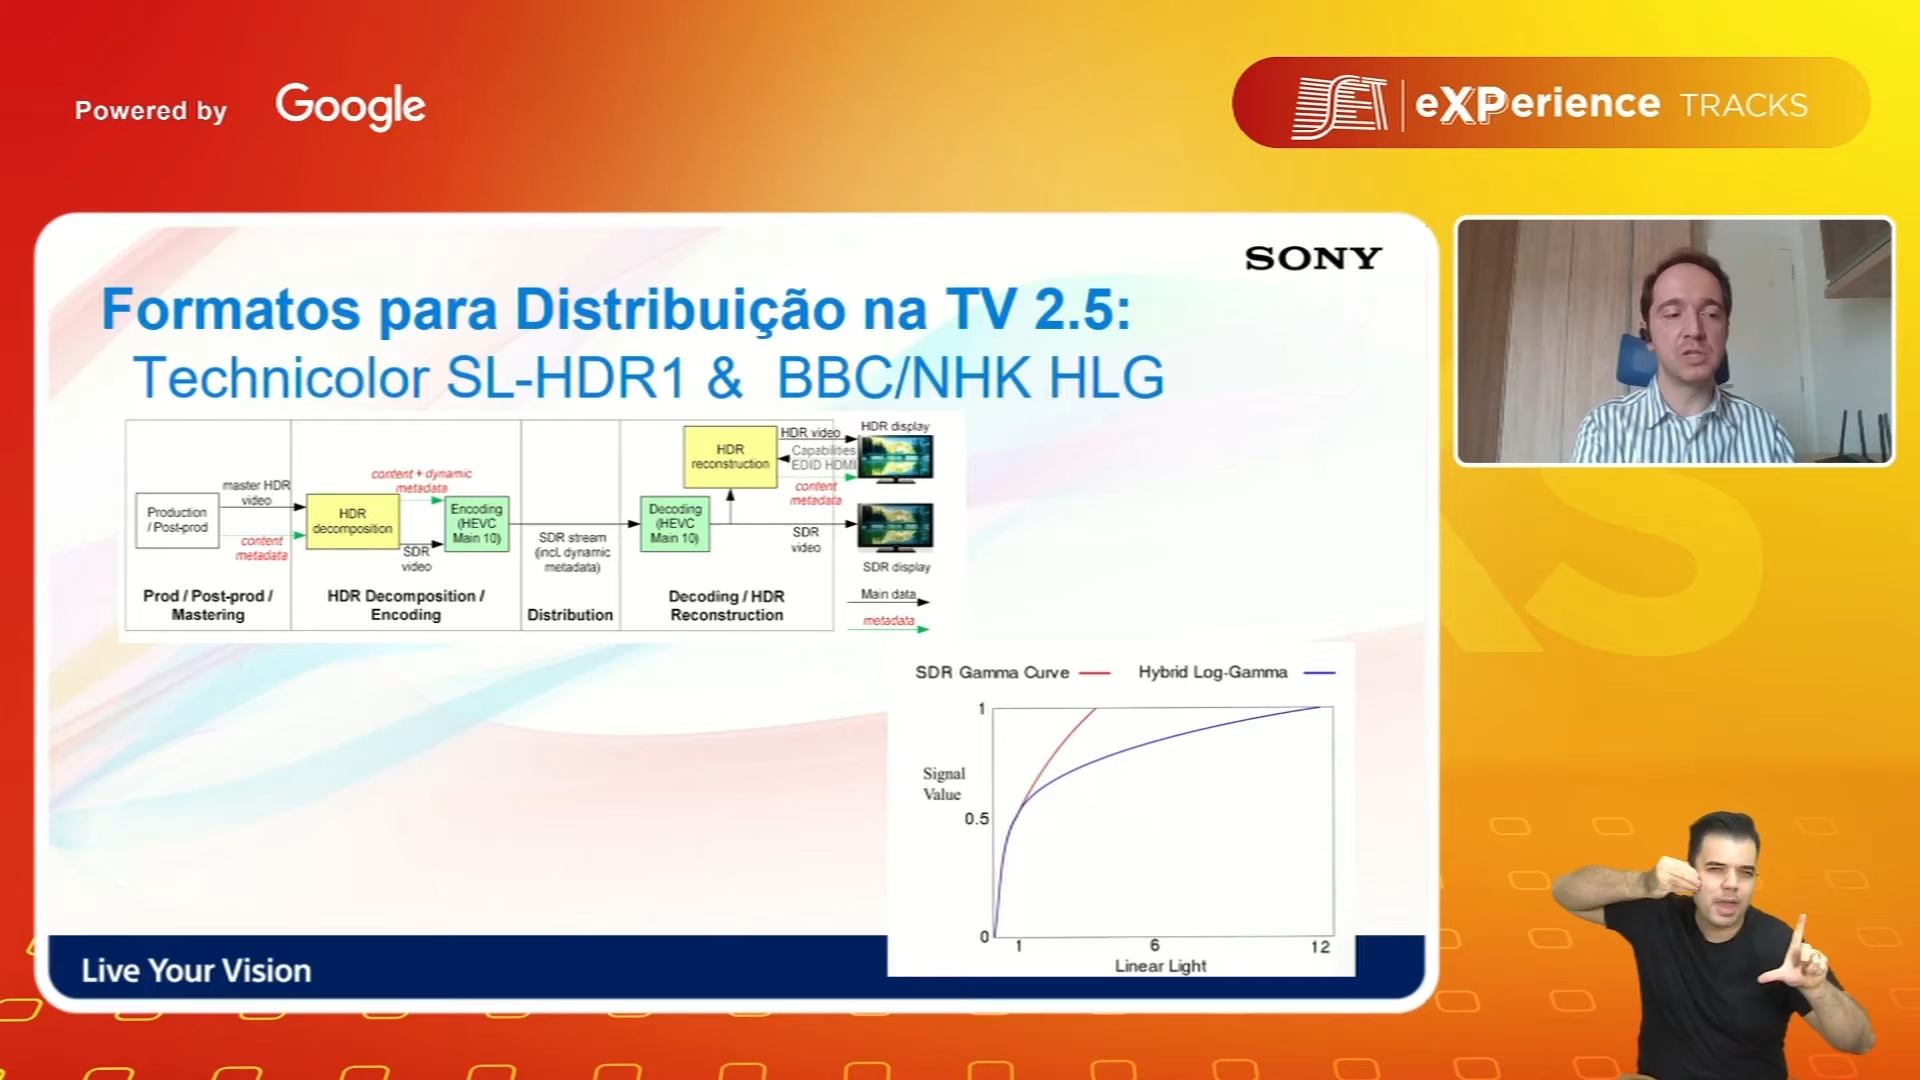 Powered by Google
SET eXPerience TRACKS
SONY
Formatos para Distribuição na TV 2.5:
Technicolor SL-HDR1 & BBC/NHK HLG
Production
/ Post-prod
master HDR
video
content
metadata
Prod / Post-prod /
Mastering
HDR
decomposition
content + dynamic
metadata
SDR
video
Encoding
(HEVC
Main 10)
HDR Decomposition /
Encoding
SDR stream
(incl. dynamic
metadata)
Distribution
Decoding
(HEVC
Main 10)
HDR
reconstruction
Decoding / HDR
Reconstruction
HDR video
Capabilities
EDID HDMI
content
metadata
SDR
video
HDR display
SDR display
Main data
metadata
SDR Gamma Curve
Hybrid Log-Gamma
Signal
Value
1
0.5
0
1 6 12
Linear Light
Live Your Vision
AS